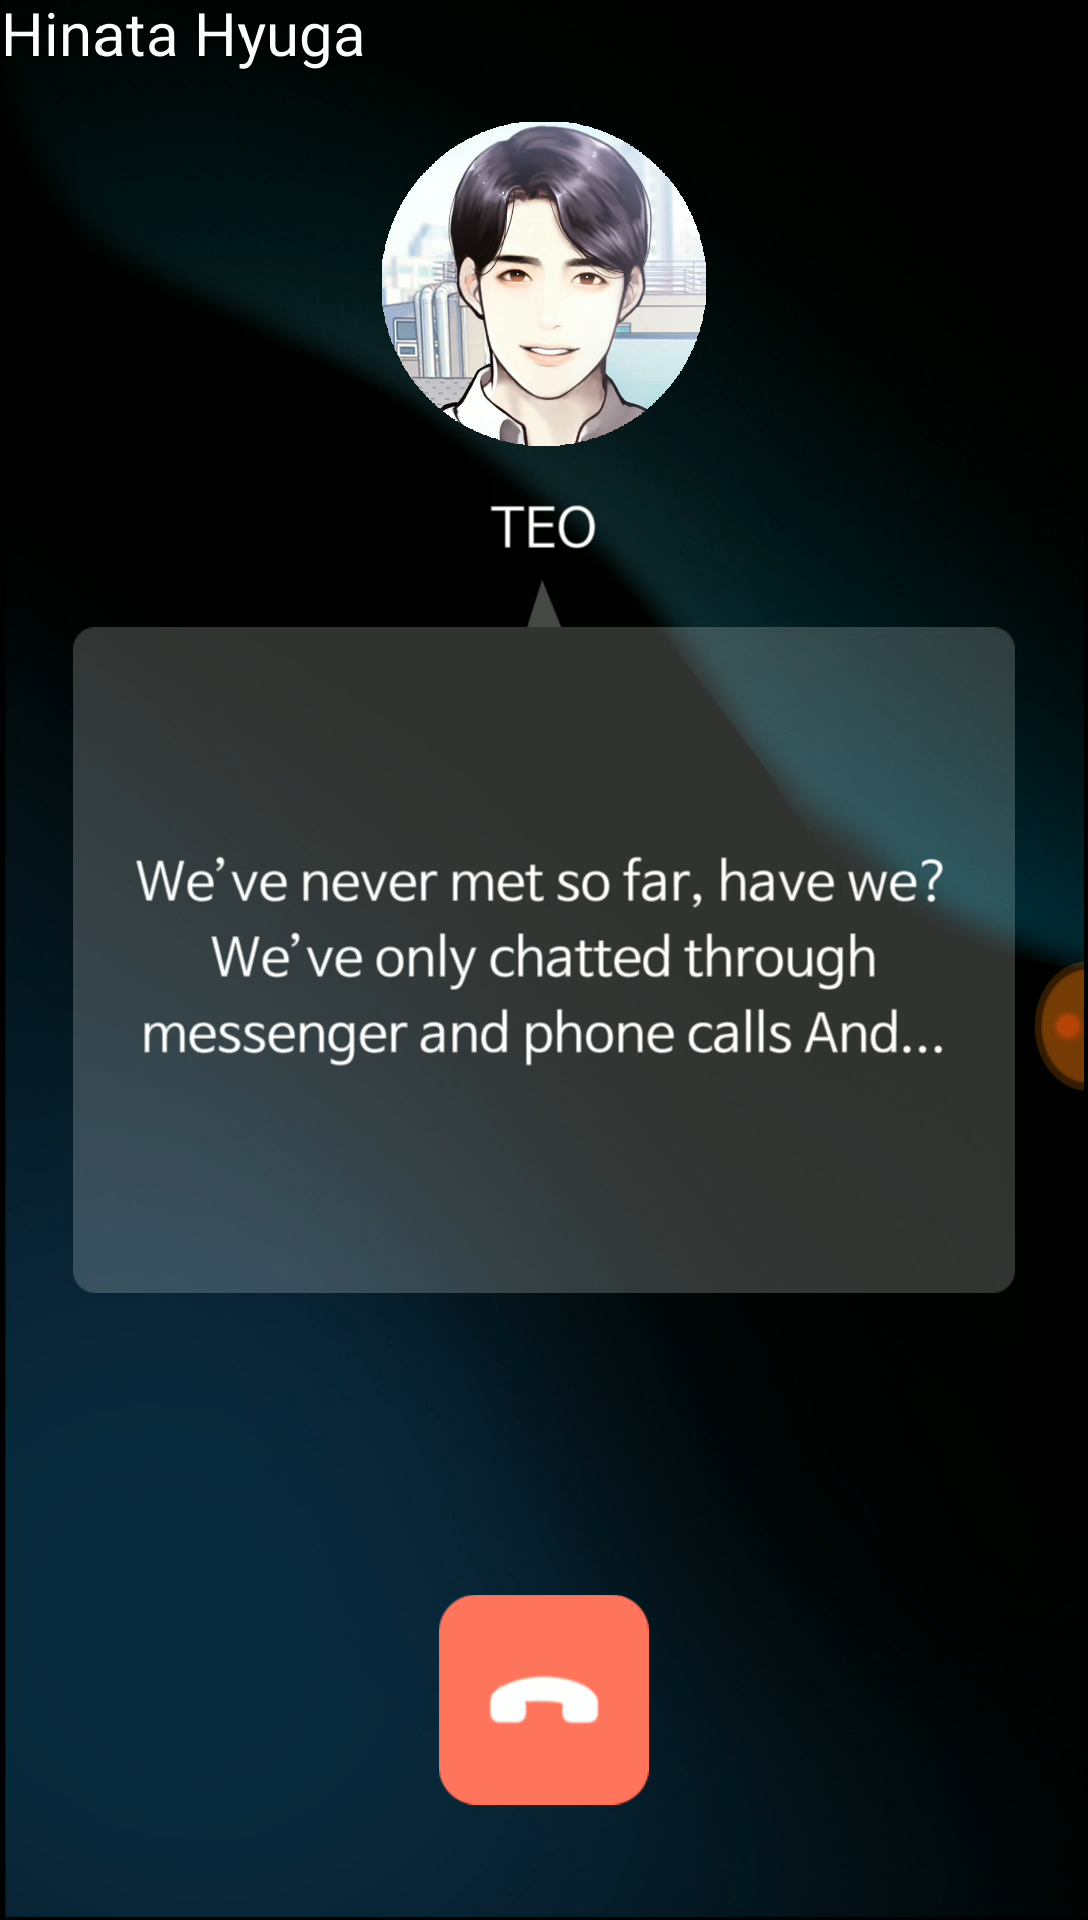 Hinata Hyuga
TEO
We’ve never met so far, have we?
We’ve only chatted through
messenger and phone calls And...